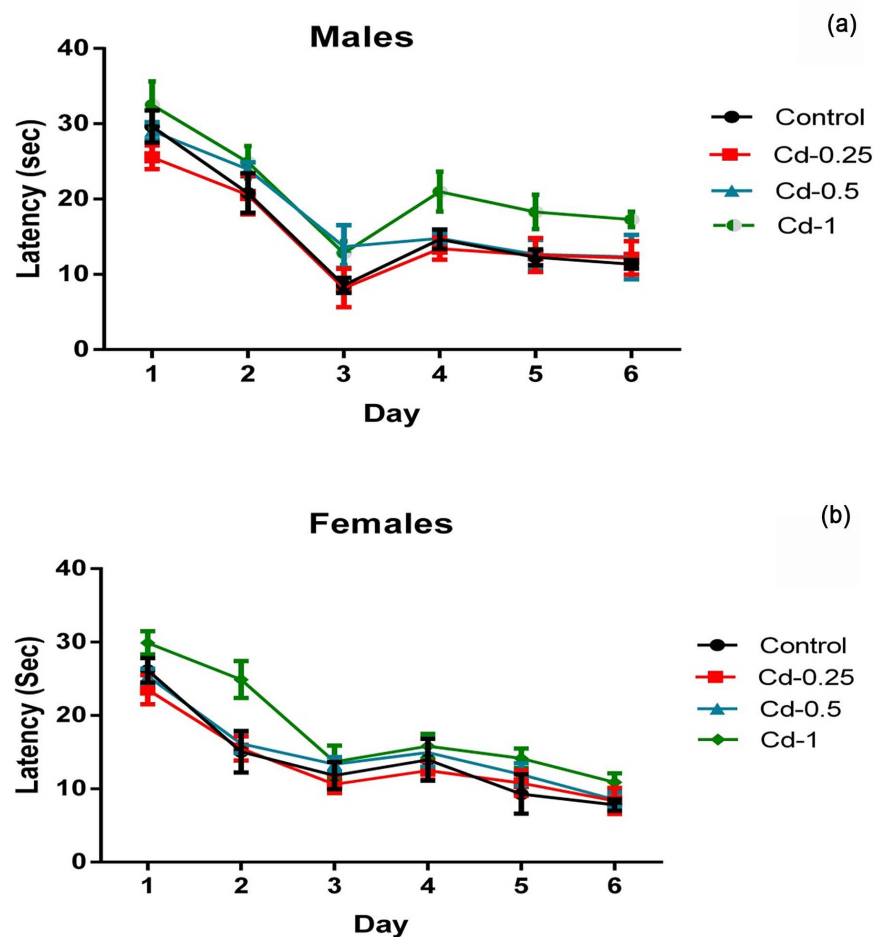 Males
(a)
40
30
20
10
0
Latency (sec)
1 2 3 4 5 6
Day
Control
Cd-0.25
Cd-0.5
Cd-1
Females
(b)
40
30
20
10
0
Latency (Sec)
1 2 3 4 5 6
Day
Control
Cd-0.25
Cd-0.5
Cd-1